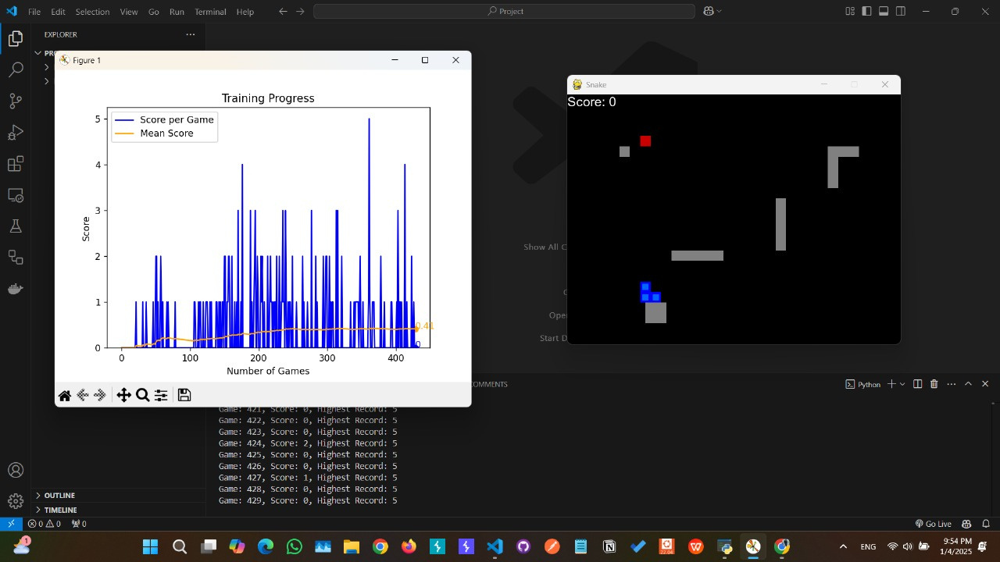 File Edit Selection View Go Run Terminal Help
Project
EXPLORER
Figure 1
Training Progress
Score per Game
Mean Score
5
4
3
2
1
0
Score
0.41
0
0 100 200 300 400
Number of Games
Snake
Score: 0
Show All C
Ope
Start D
COMMENTS
Python
Game: 421, Score: 0, Highest Record: 5
Game: 422, Score: 0, Highest Record: 5
Game: 423, Score: 0, Highest Record: 5
Game: 424, Score: 2, Highest Record: 5
Game: 425, Score: 0, Highest Record: 5
Game: 426, Score: 0, Highest Record: 5
Game: 427, Score: 1, Highest Record: 5
Game: 428, Score: 0, Highest Record: 5
Game: 429, Score: 0, Highest Record: 5
OUTLINE
TIMELINE
0 0 0
Go Live
1
22.04
ENG
9:54 PM
1/4/2025